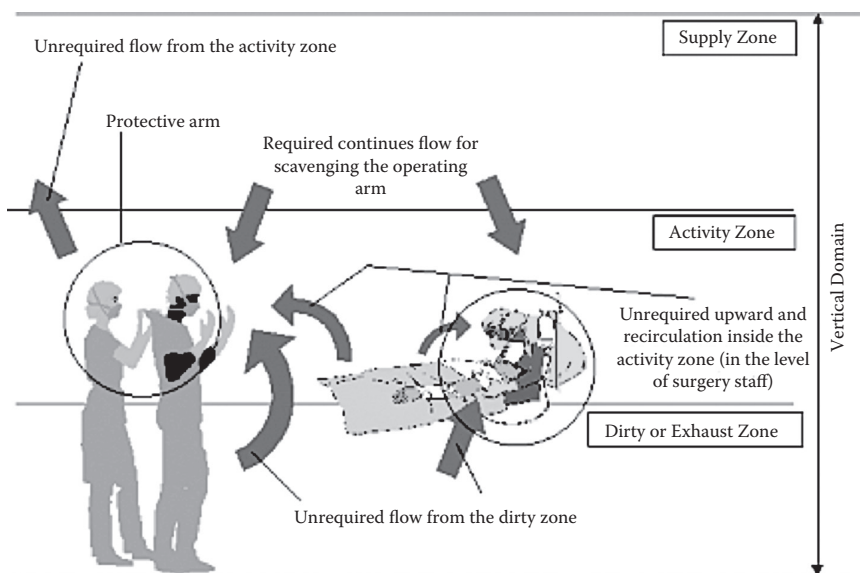 Supply Zone
Unrequired flow from the activity zone
Protective arm
Required continues flow for
scavenging the operating
arm
Activity Zone
Unrequired upward and
recirculation inside the
activity zone (in the level
of surgery staff)
Vertical Domain
Dirty or Exhaust Zone
Unrequired flow from the dirty zone